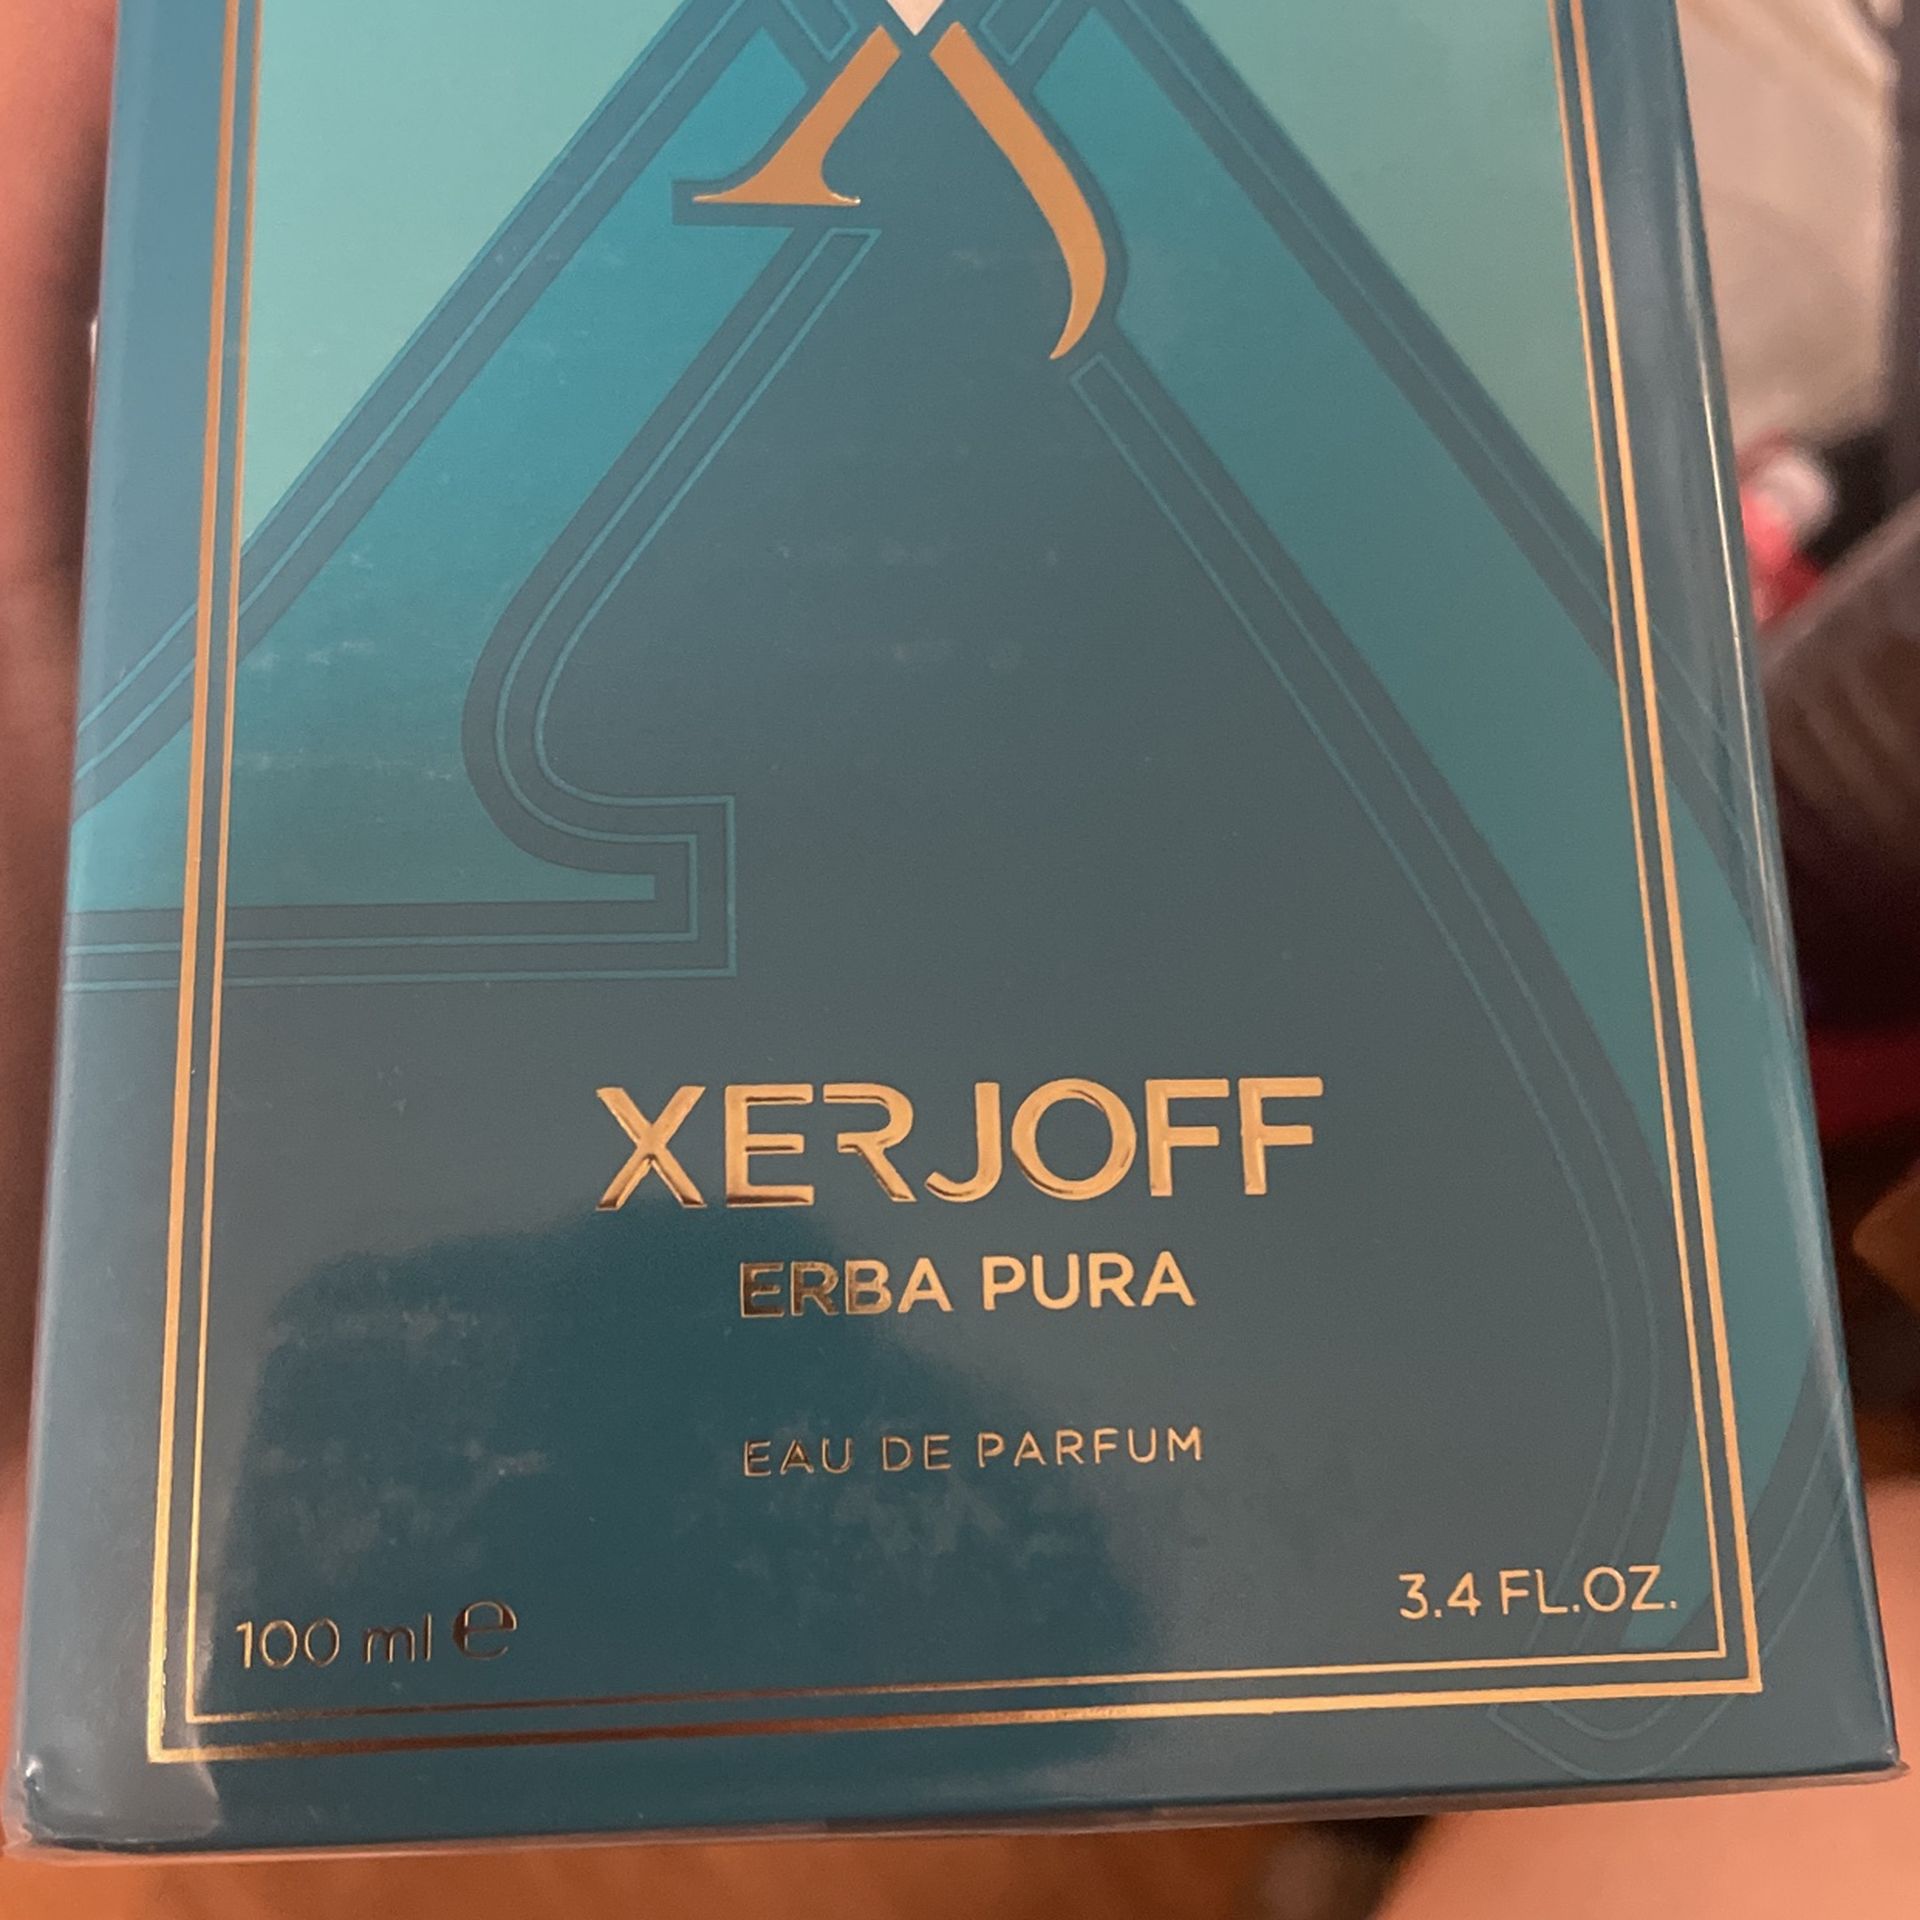 XERJOFF
ERBA PURA
EAU DE PARFUM
100 ml ℮
3.4 FL.OZ.